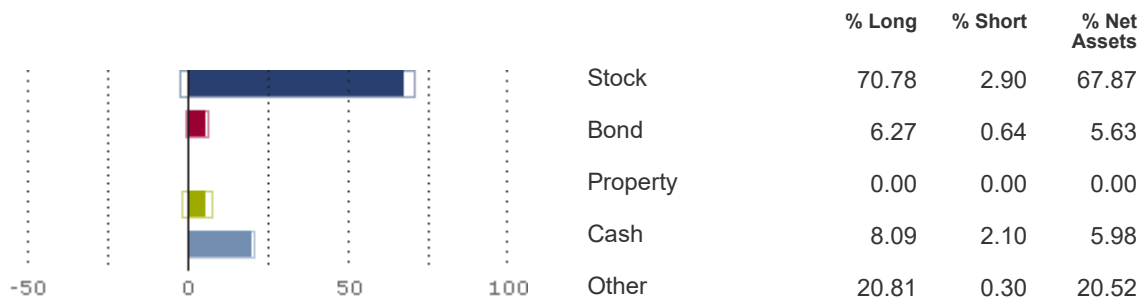 % Long % Short % Net
Assets
Stock 70.78 2.90 67.87
Bond 6.27 0.64 5.63
Property 0.00 0.00 0.00
Cash 8.09 2.10 5.98
Other 20.81 0.30 20.52
-50 0 50 100